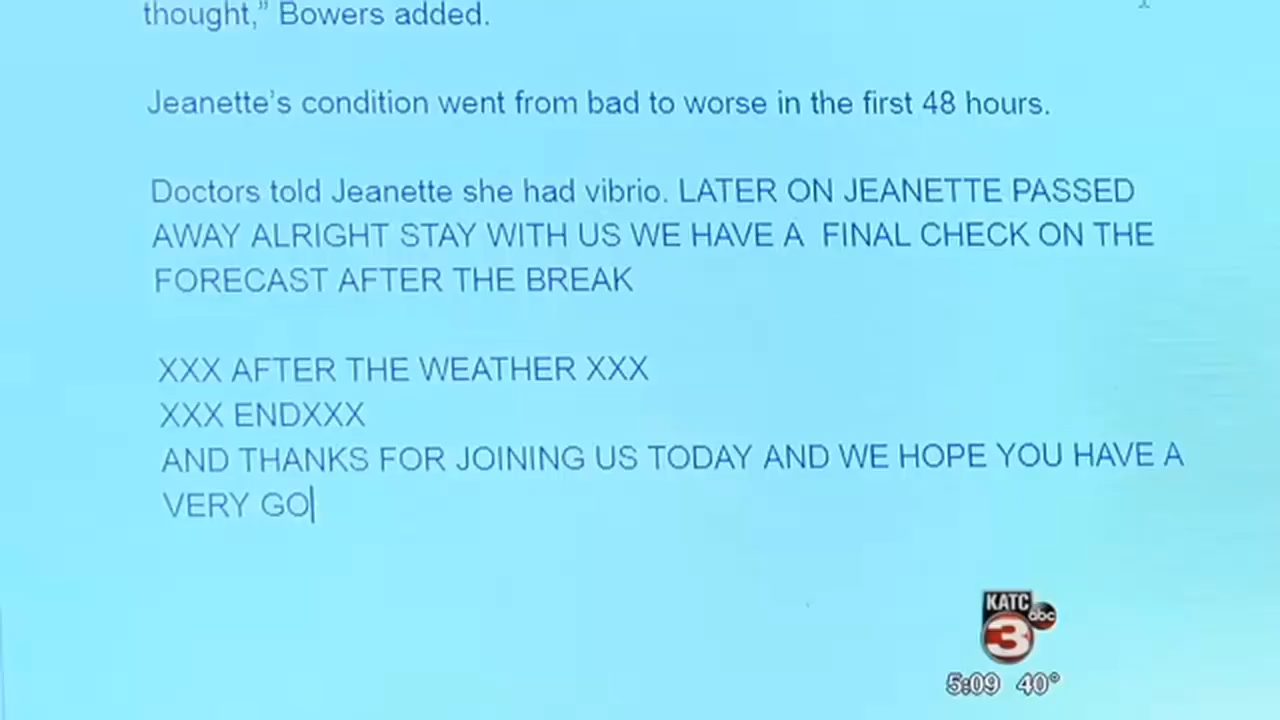 thought,” Bowers added.
Jeanette’s condition went from bad to worse in the first 48 hours.
Doctors told Jeanette she had vibrio. LATER ON JEANETTE PASSED
AWAY ALRIGHT STAY WITH US WE HAVE A  FINAL CHECK ON THE
FORECAST AFTER THE BREAK
XXX AFTER THE WEATHER XXX
XXX ENDXXX
AND THANKS FOR JOINING US TODAY AND WE HOPE YOU HAVE A
VERY GO
KATC
abc
3
5:09 40°